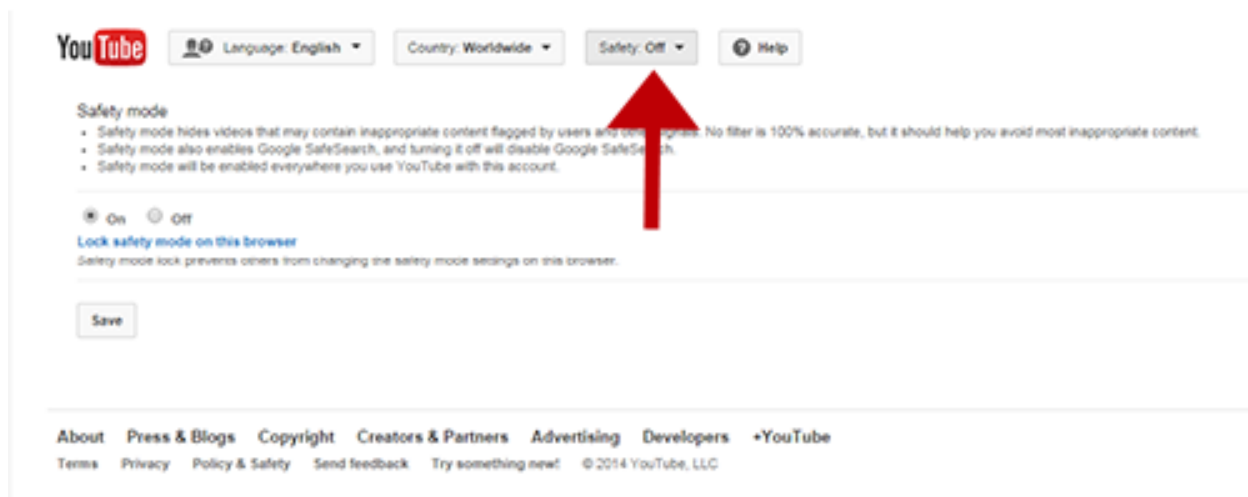 YouTube Language: English Country: Worldwide Safety: Off Help
Safety mode
Safety mode hides videos that may contain inappropriate content flagged by users and other signals. No filter is 100% accurate, but it should help you avoid most inappropriate content.
Safety mode also enables Google SafeSearch, and turning it off will disable Google SafeSearch.
Safety mode will be enabled everywhere you use YouTube with this account.
On Off
Lock safety mode on this browser
Safety mode lock prevents others from changing the safety mode settings on this browser.
Save
About Press & Blogs Copyright Creators & Partners Advertising Developers +YouTube
Terms Privacy Policy & Safety Send feedback Try something new! © 2014 YouTube, LLC